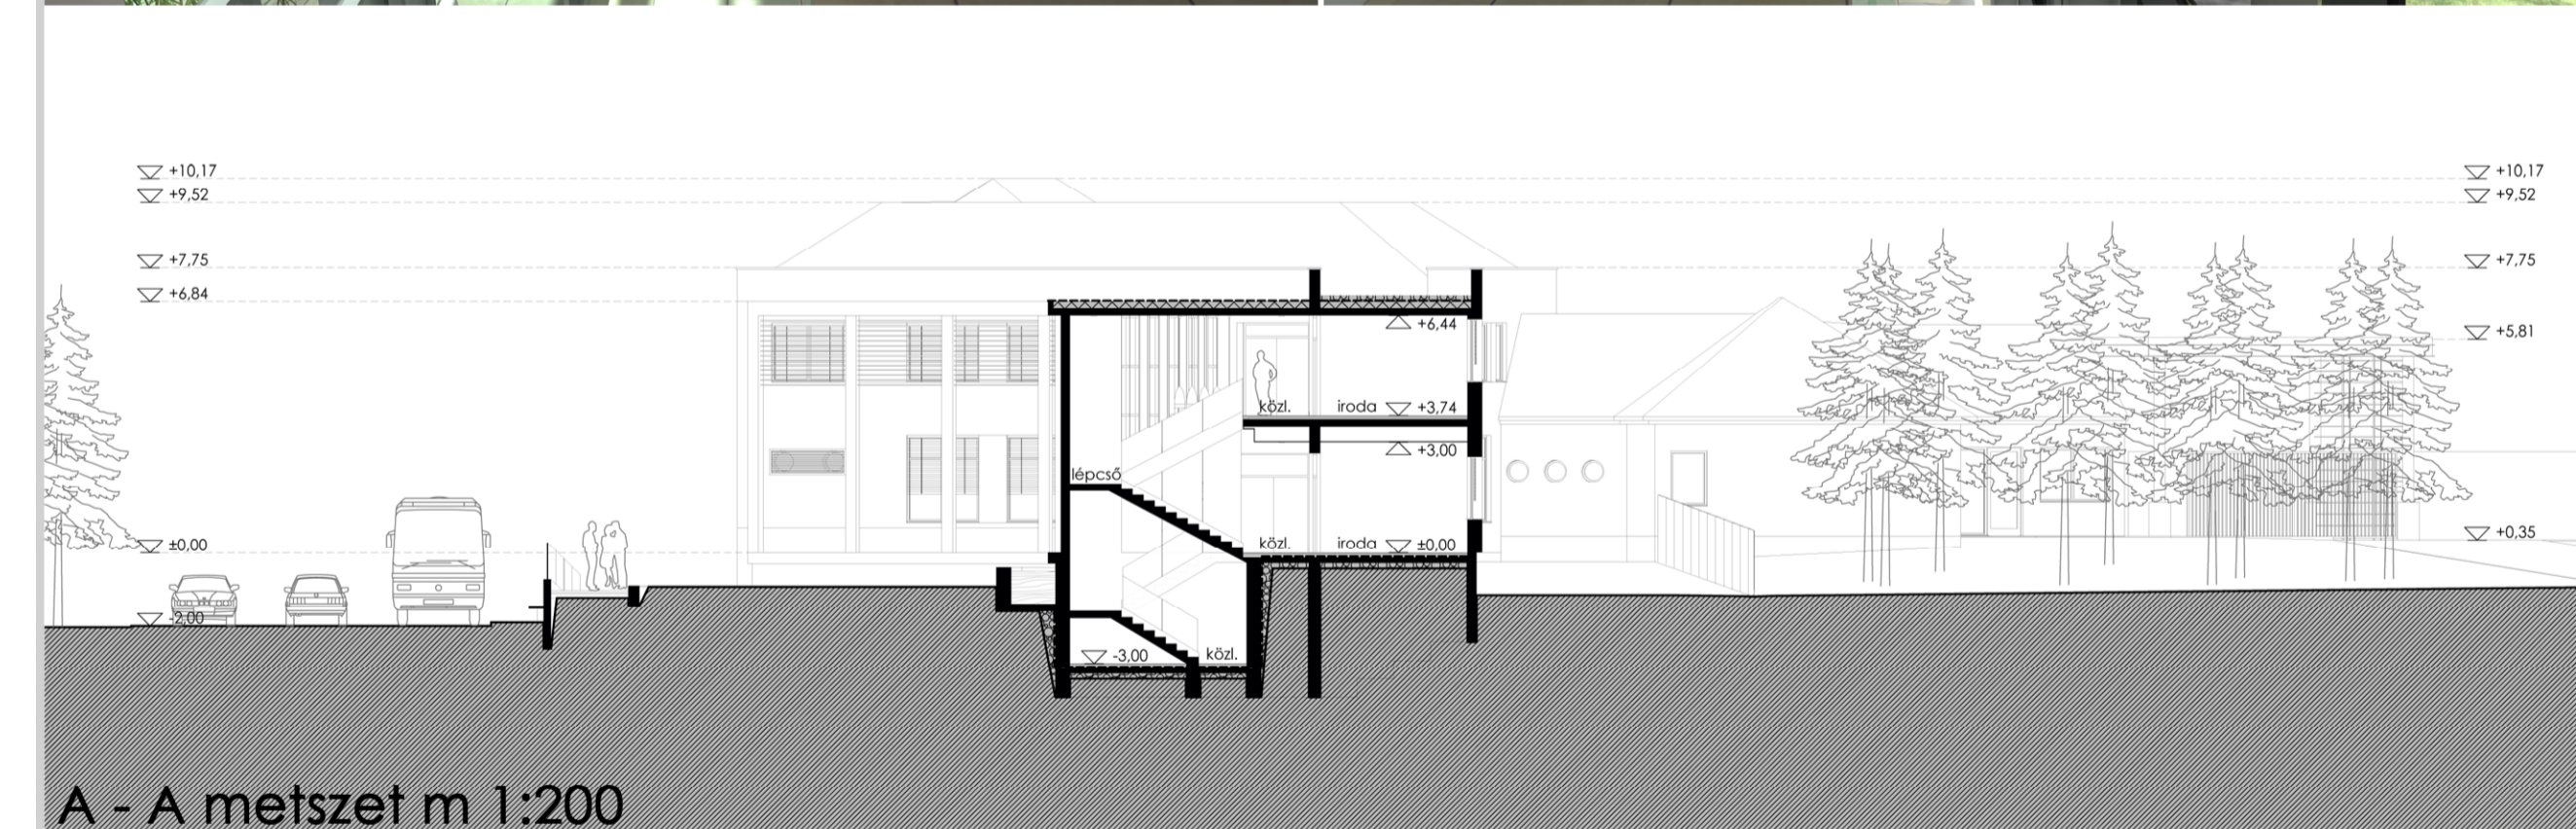 +10,17
+10,17
+9,52
+9,52
+7,75
+7,75
+6,84
+6,44
+5,81
közl.
iroda
+3,74
+3,00
lépcső
±0,00
közl.
iroda
±0,00
+0,35
-2,00
-3,00
közl.
A - A metszet m 1:200